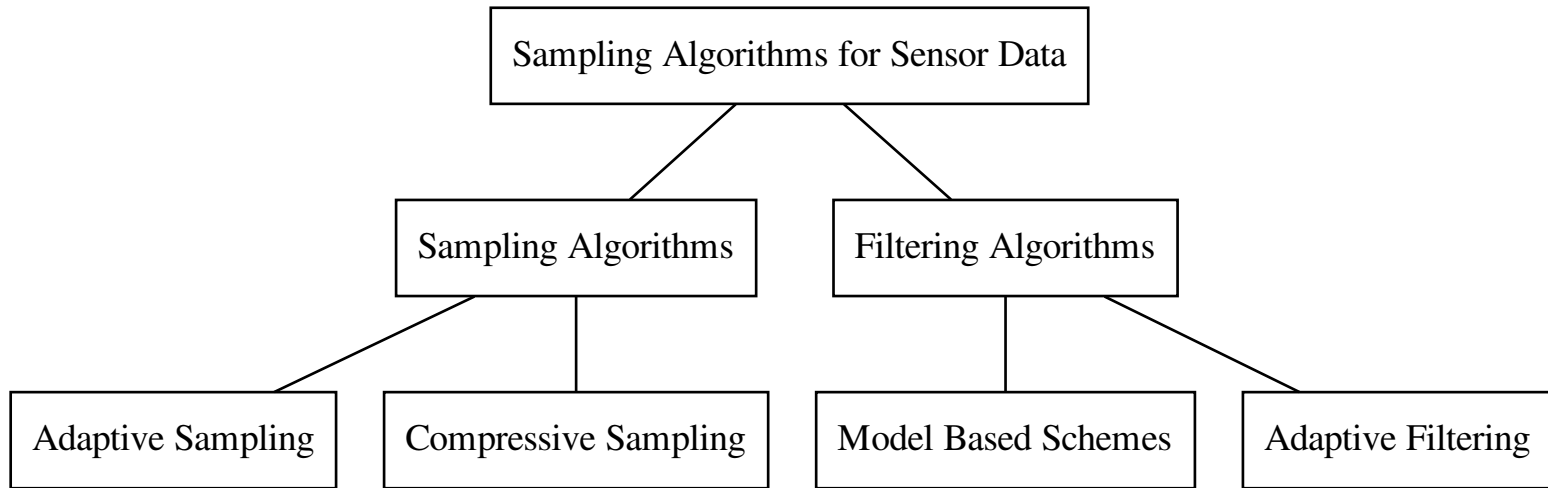 Sampling Algorithms for Sensor Data
Sampling Algorithms
Filtering Algorithms
Adaptive Sampling
Compressive Sampling
Model Based Schemes
Adaptive Filtering